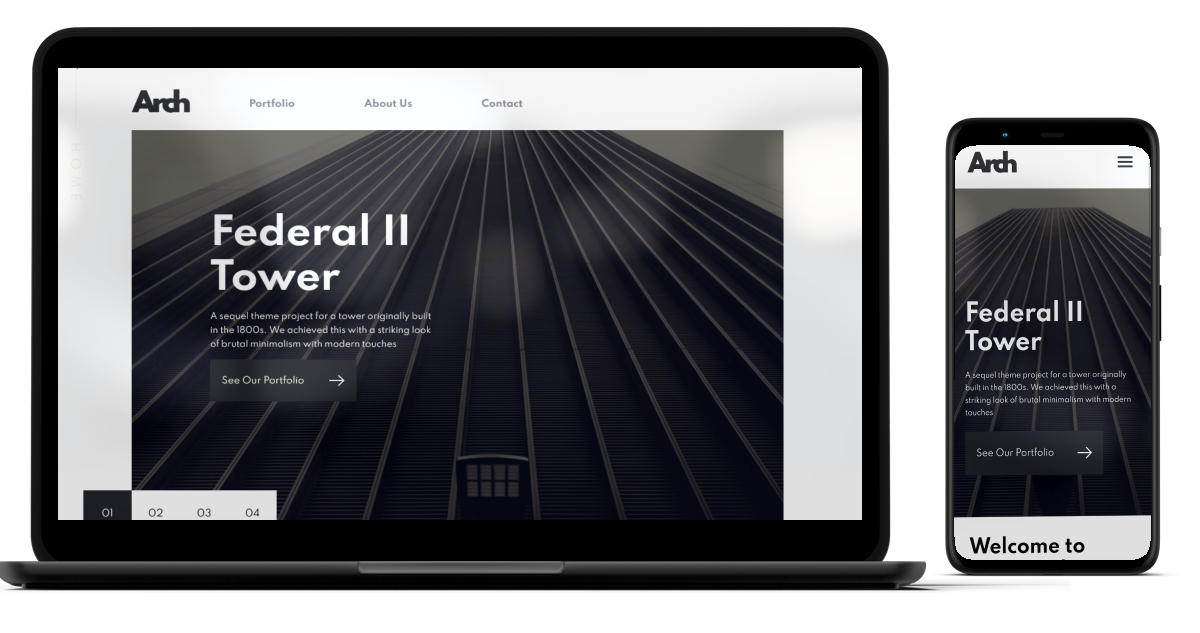 Arch
Portfolio
About Us
Contact
HOME
Federal II
Tower
A sequel theme project for a tower originally built
in the 1800s. We achieved this with a striking look
of brutal minimalism with modern touches
See Our Portfolio
01 02 03 04
Arch
Federal II
Tower
A sequel theme project for a tower originally
built in the 1800s. We achieved this with a
striking look of brutal minimalism with modern
touches
See Our Portfolio
Welcome to